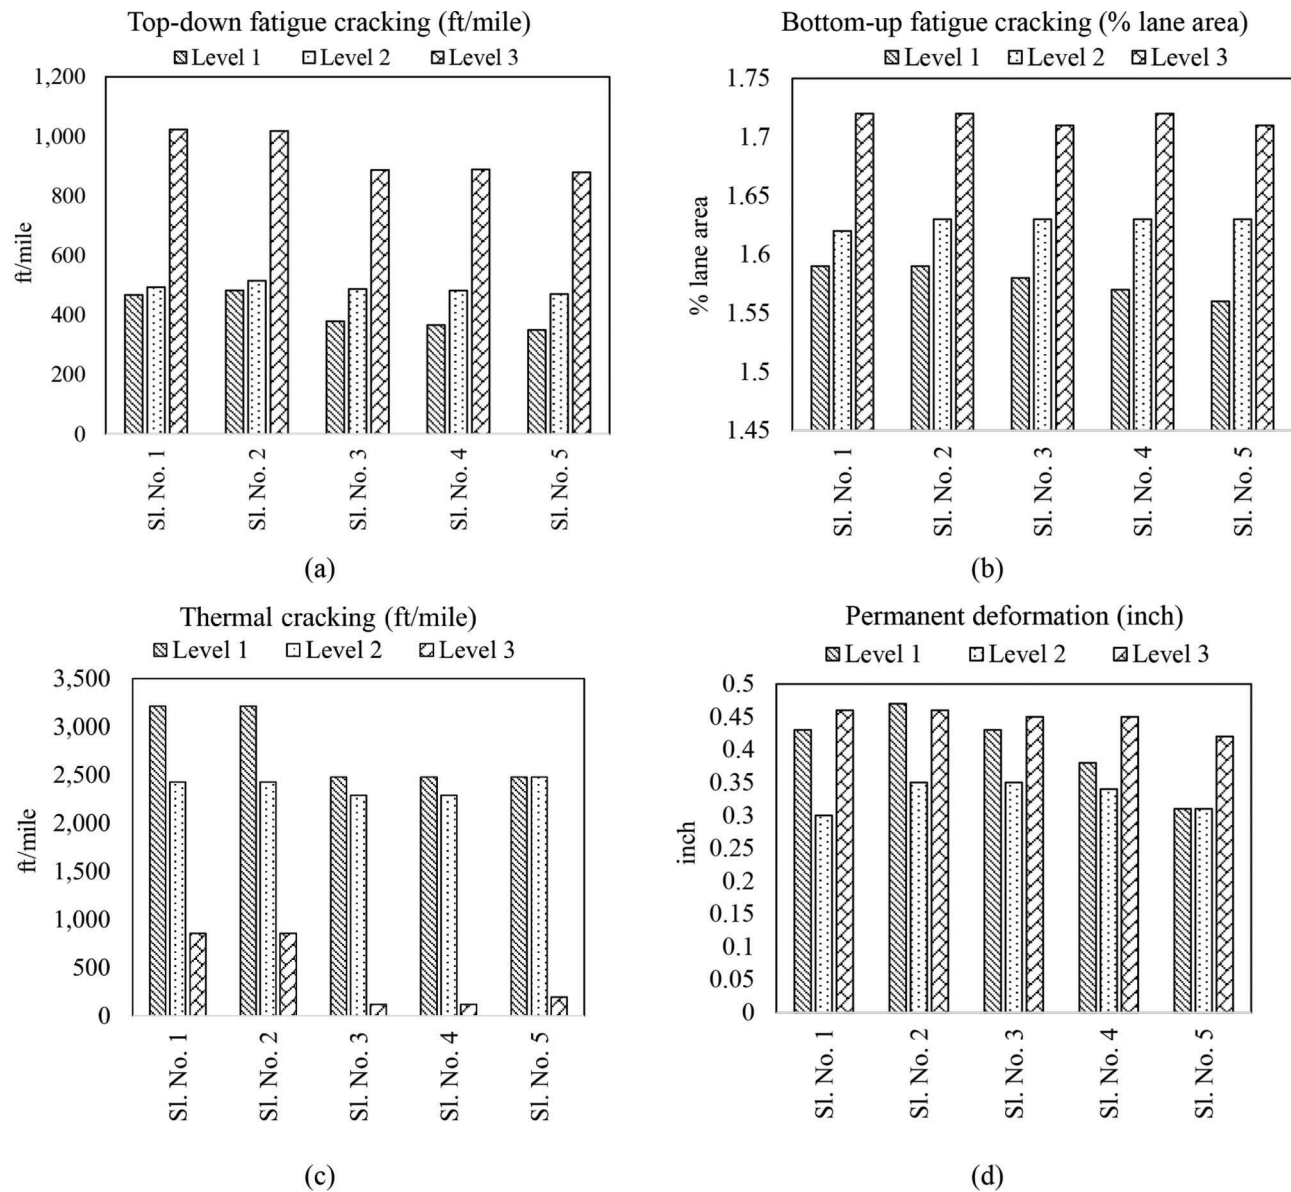 Top-down fatigue cracking (ft/mile)
Level 1 Level 2 Level 3
1,200
1,000
800
600
400
200
0
ft/mile
Sl. No. 1
Sl. No. 2
Sl. No. 3
Sl. No. 4
Sl. No. 5
(a)
Bottom-up fatigue cracking (% lane area)
Level 1 Level 2 Level 3
1.75
1.7
1.65
1.6
1.55
1.5
1.45
% lane area
Sl. No. 1
Sl. No. 2
Sl. No. 3
Sl. No. 4
Sl. No. 5
(b)
Thermal cracking (ft/mile)
Level 1 Level 2 Level 3
3,500
3,000
2,500
2,000
1,500
1,000
500
0
ft/mile
Sl. No. 1
Sl. No. 2
Sl. No. 3
Sl. No. 4
Sl. No. 5
(c)
Permanent deformation (inch)
Level 1 Level 2 Level 3
0.5
0.45
0.4
0.35
0.3
0.25
0.2
0.15
0.1
0.05
0
inch
Sl. No. 1
Sl. No. 2
Sl. No. 3
Sl. No. 4
Sl. No. 5
(d)